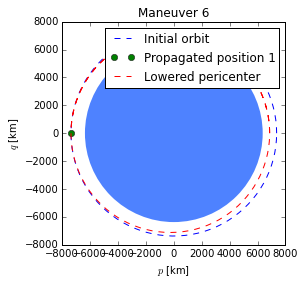 Maneuver 6
8000
6000
4000
2000
0
−2000
−4000
−6000
−8000
q [km]
Initial orbit
Propagated position 1
Lowered pericenter
−8000 −6000 −4000 −2000 0 2000 4000 6000 8000
p [km]